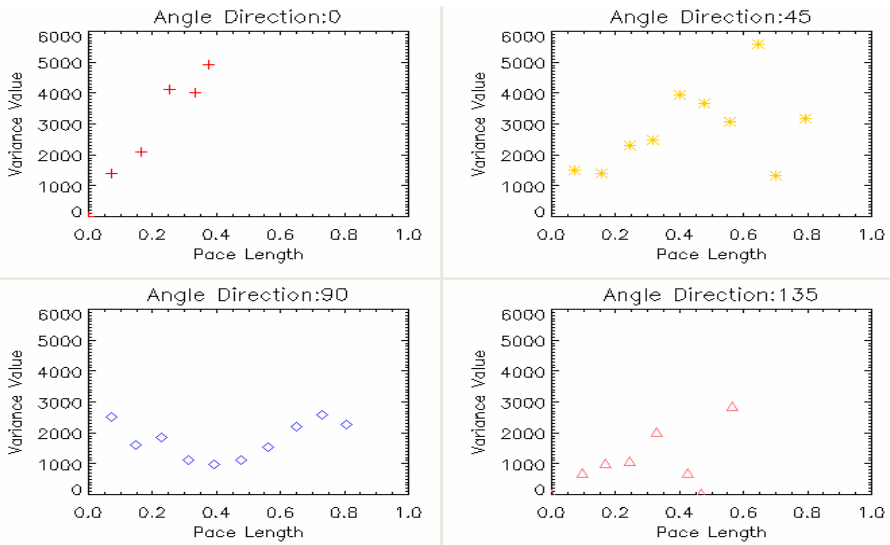 Angle Direction:0
Variance Value
6000
5000
4000
3000
2000
1000
0
0.0 0.2 0.4 0.6 0.8 1.0
Pace Length
Angle Direction:45
Variance Value
6000
5000
4000
3000
2000
1000
0
0.0 0.2 0.4 0.6 0.8 1.0
Pace Length
Angle Direction:90
Variance Value
6000
5000
4000
3000
2000
1000
0
0.0 0.2 0.4 0.6 0.8 1.0
Pace Length
Angle Direction:135
Variance Value
6000
5000
4000
3000
2000
1000
0
0.0 0.2 0.4 0.6 0.8 1.0
Pace Length